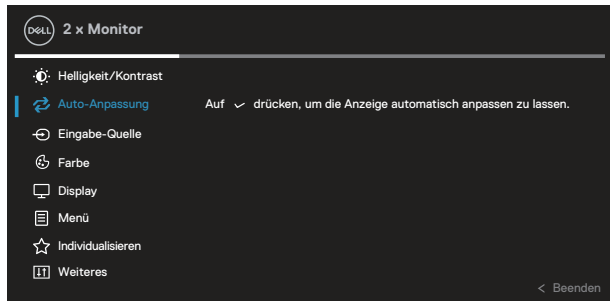 DELL 2 x Monitor
Helligkeit/Kontrast
Auto-Anpassung Auf ✓ drücken, um die Anzeige automatisch anpassen zu lassen.
Eingabe-Quelle
Farbe
Display
Menü
Individualisieren
Weiteres
< Beenden